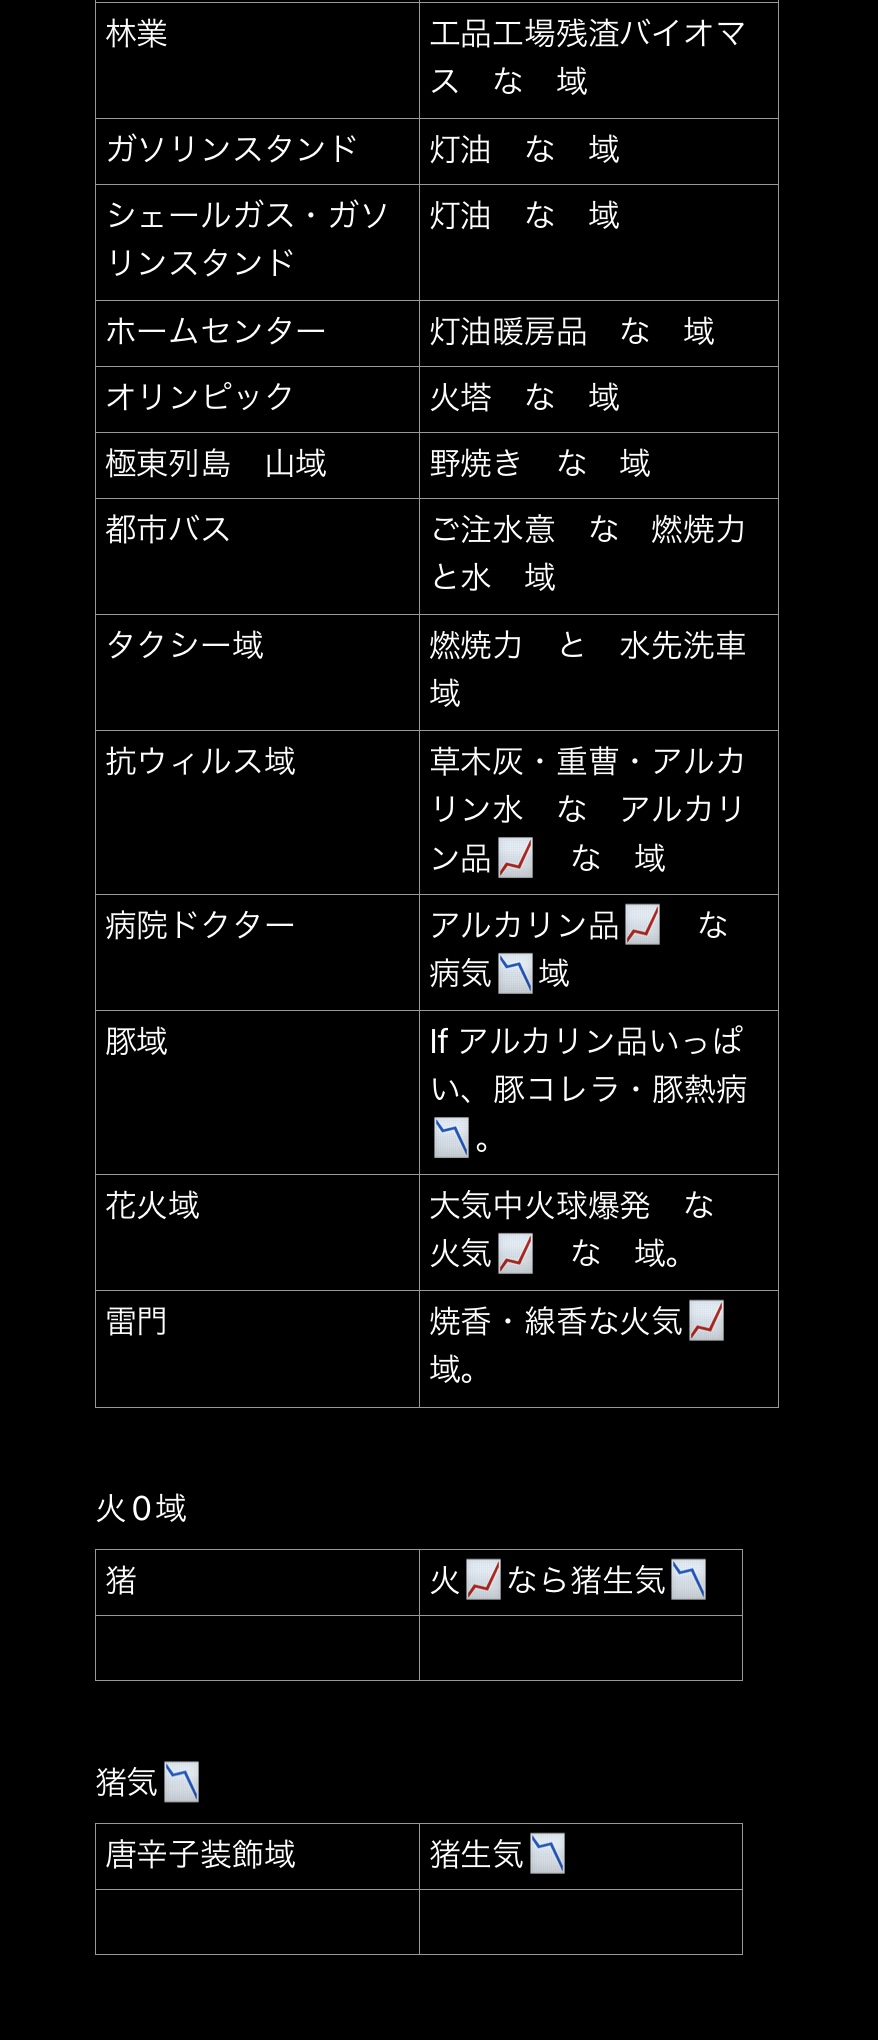 林業
工品工場残渣バイオマ
ス　な　域
ガソリンスタンド
灯油　な　域
シェールガス・ガソ
リンスタンド
灯油　な　域
ホームセンター
灯油暖房品　な　域
オリンピック
火塔　な　域
極東列島　山域
野焼き　な　域
都市バス
ご注水意　な　燃焼力
と水　域
タクシー域
燃焼力　と　水先洗車
域
抗ウィルス域
草木灰・重曹・アルカ
リン水　な　アルカリ
ン品📈　な　域
病院ドクター
アルカリン品📈　な
病気📉域
豚域
If アルカリン品いっぱ
い、豚コレラ・豚熱病
📉。
花火域
大気中火球爆発　な
火気📈　な　域。
雷門
焼香・線香な火気📈
域。
火０域
猪
火📈なら猪生気📉
猪気📉
唐辛子装飾域
猪生気📉